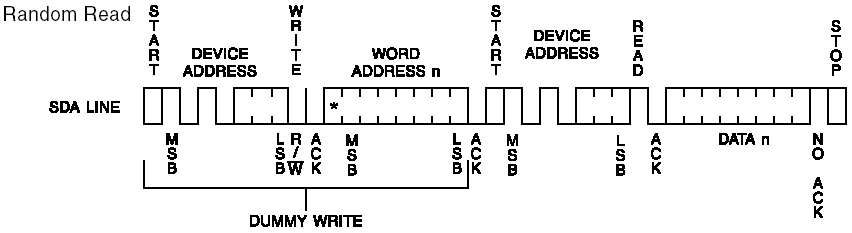 Random Read
START
DEVICE
ADDRESS
WRITE
WORD
ADDRESS n
START
DEVICE
ADDRESS
READ
STOP
SDA LINE
*
MSB
LSB
R/W
ACK
MSB
LSB
ACK
MSB
LSB
ACK
DATA n
NO ACK
DUMMY WRITE